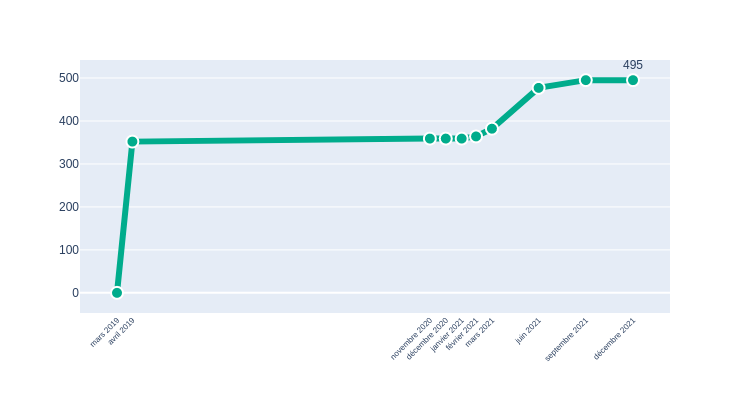 495
500
400
300
200
100
0
mars 2019
avril 2019
novembre 2020
décembre 2020
janvier 2021
février 2021
mars 2021
juin 2021
septembre 2021
décembre 2021